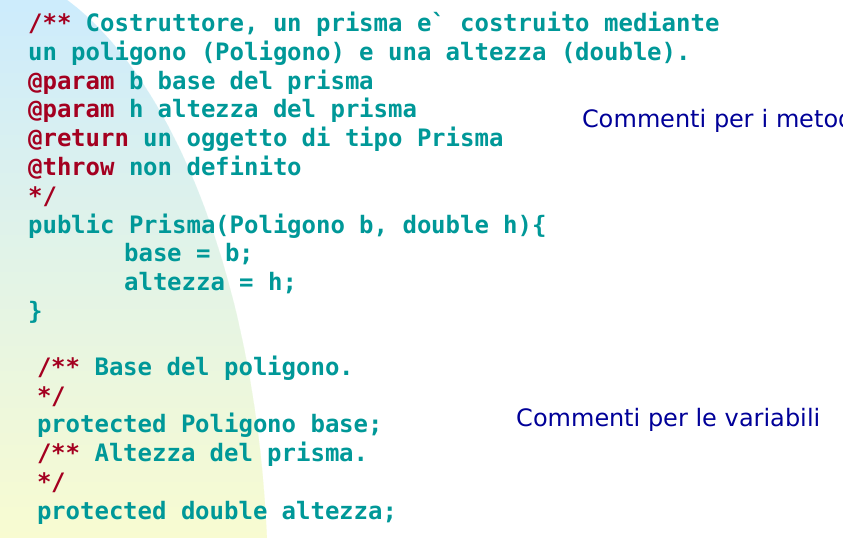 /** Costruttore, un prisma e` costruito mediante
un poligono (Poligono) e una altezza (double).
@param b base del prisma
@param h altezza del prisma
@return un oggetto di tipo Prisma
@throw non definito
*/
public Prisma(Poligono b, double h){
base = b;
altezza = h;
}
Commenti per i
/** Base del poligono.
*/
protected Poligono base;
/** Altezza del prisma.
*/
protected double altezza;
Commenti per le variabili